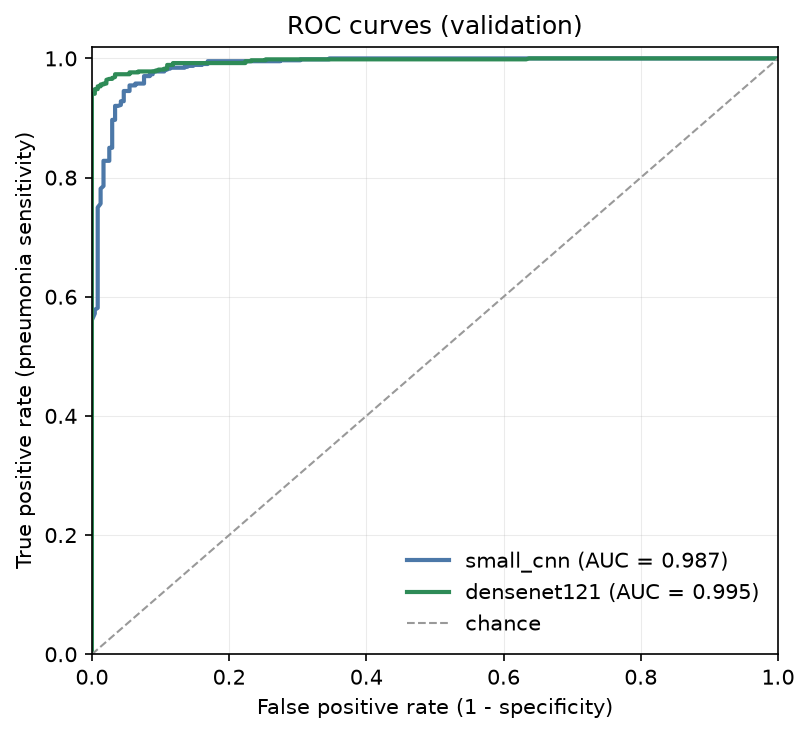 ROC curves (validation)
True positive rate (pneumonia sensitivity)
1.0
0.8
0.6
0.4
0.2
0.0
small_cnn (AUC = 0.987)
densenet121 (AUC = 0.995)
chance
0.0 0.2 0.4 0.6 0.8 1.0
False positive rate (1 - specificity)